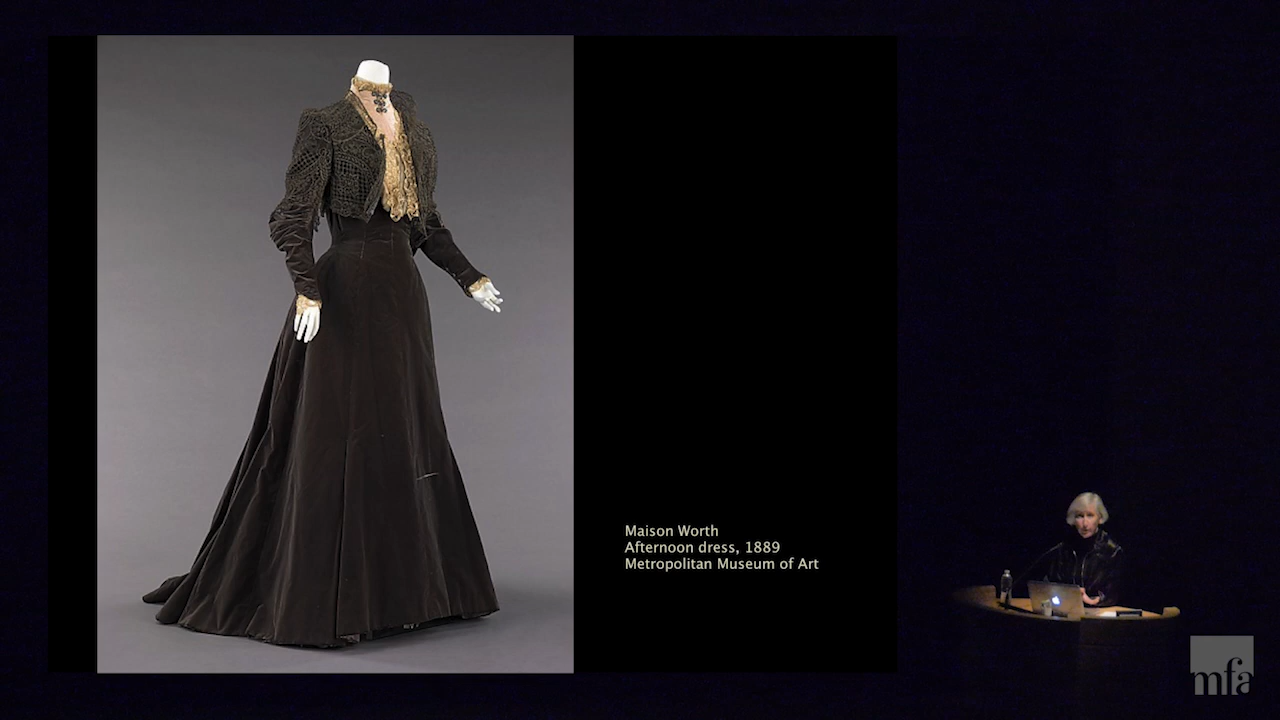 Maison Worth
Afternoon dress, 1889
Metropolitan Museum of Art
mfa